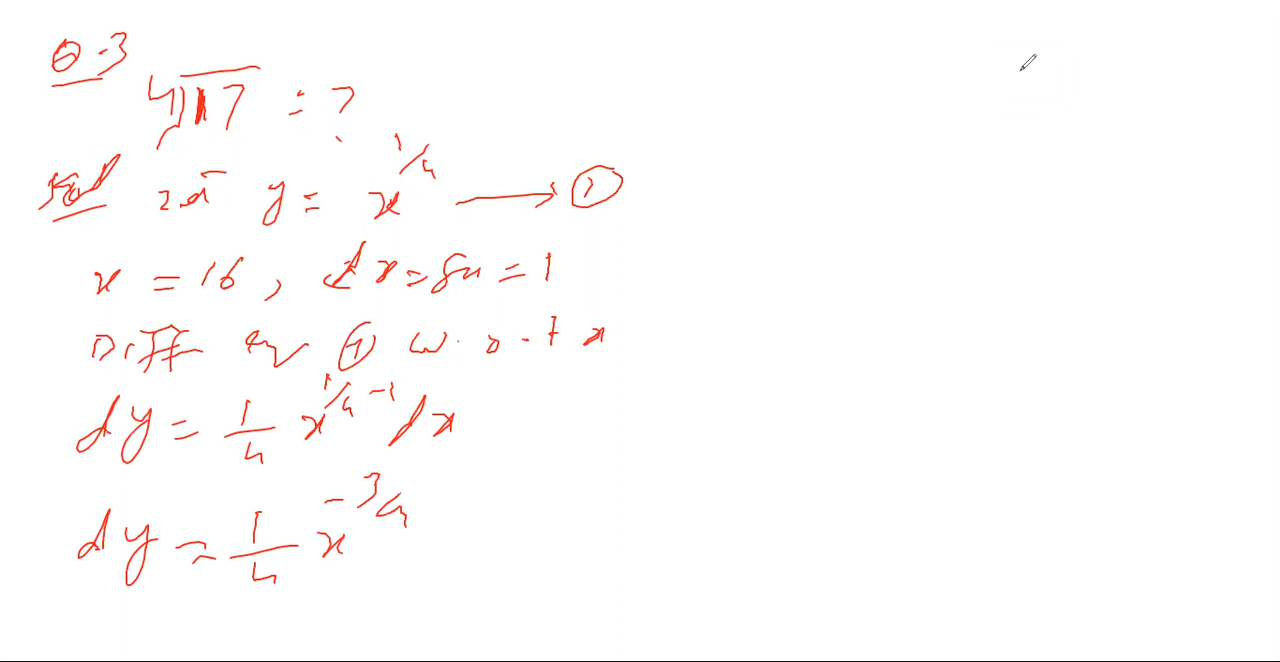 Q-3
∜17 = ?
Sol Let y = x^1/4 → ①
x = 16, dx = δx = 1
Diff eq ① w.r.t x
dy = 1/4 x^1/4-1 dx
dy = 1/4 x^-3/4